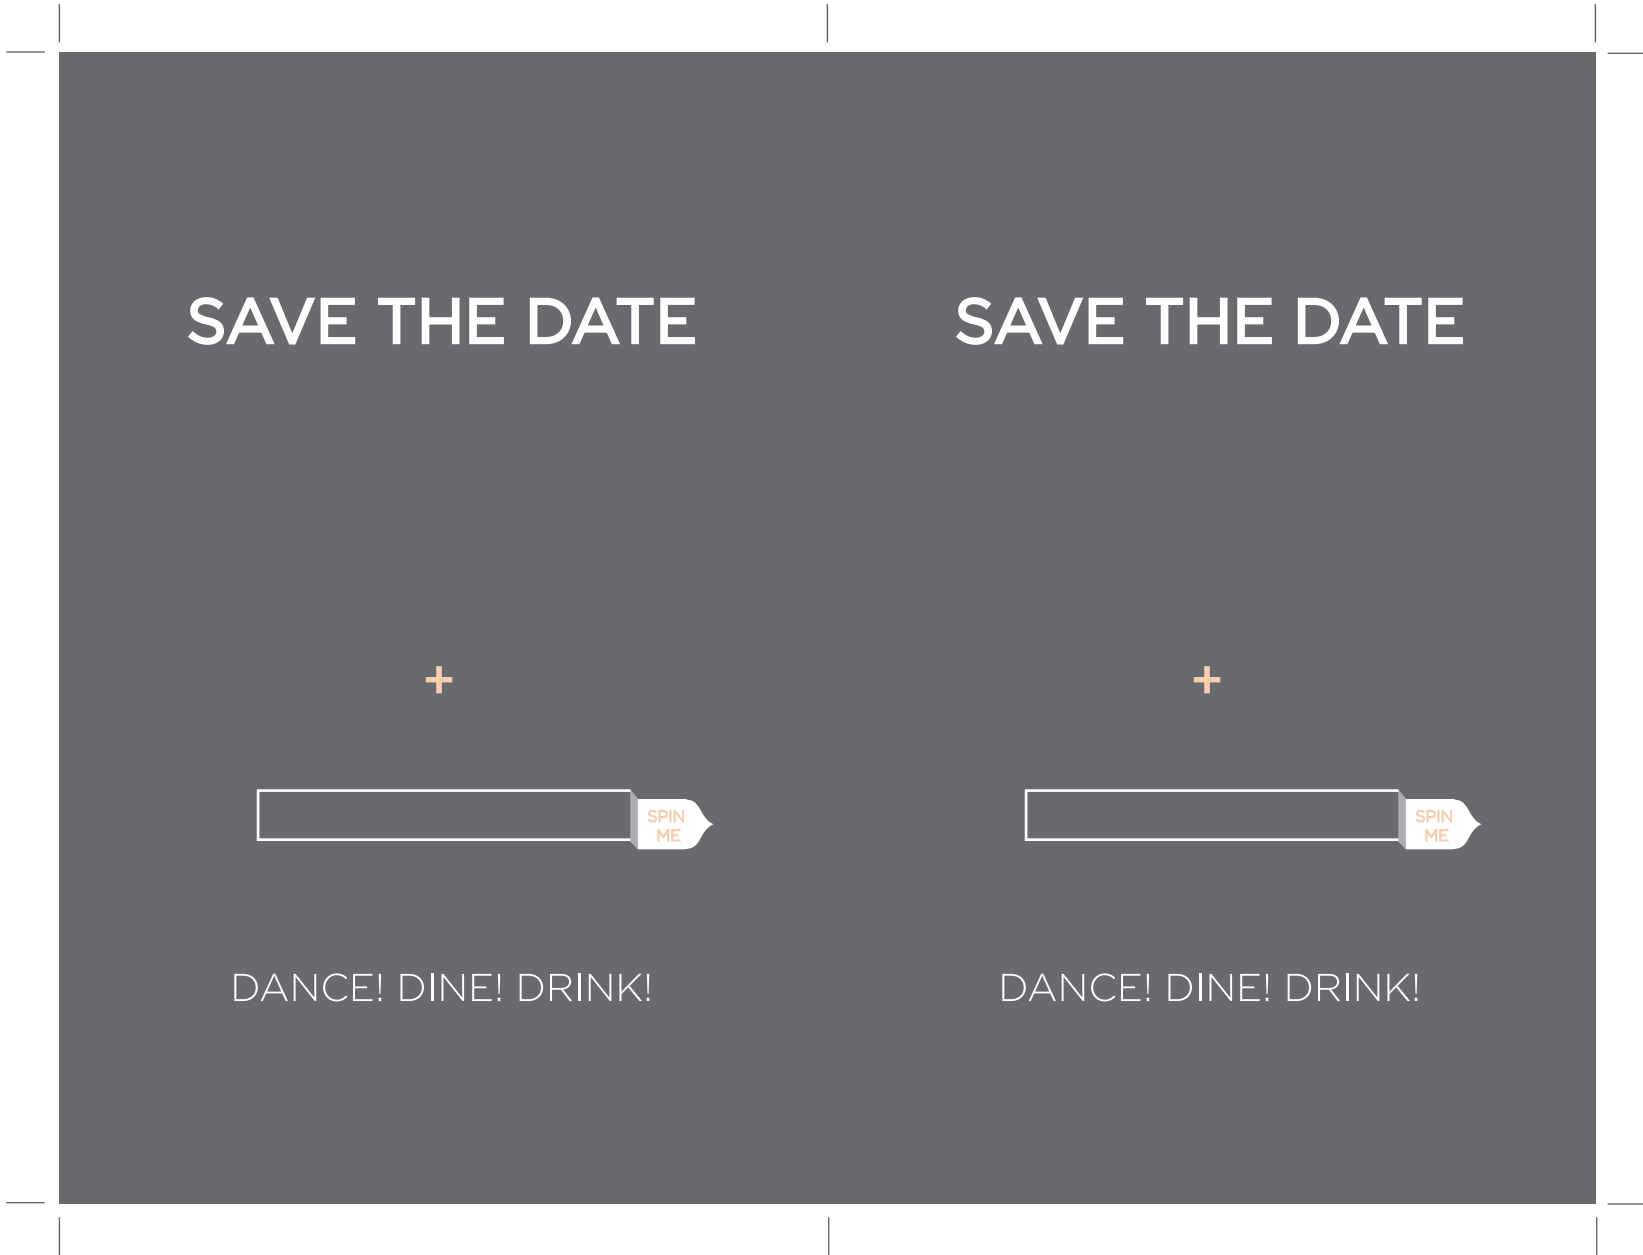 SAVE THE DATE
+
SPIN
ME
DANCE! DINE! DRINK!
SAVE THE DATE
+
SPIN
ME
DANCE! DINE! DRINK!